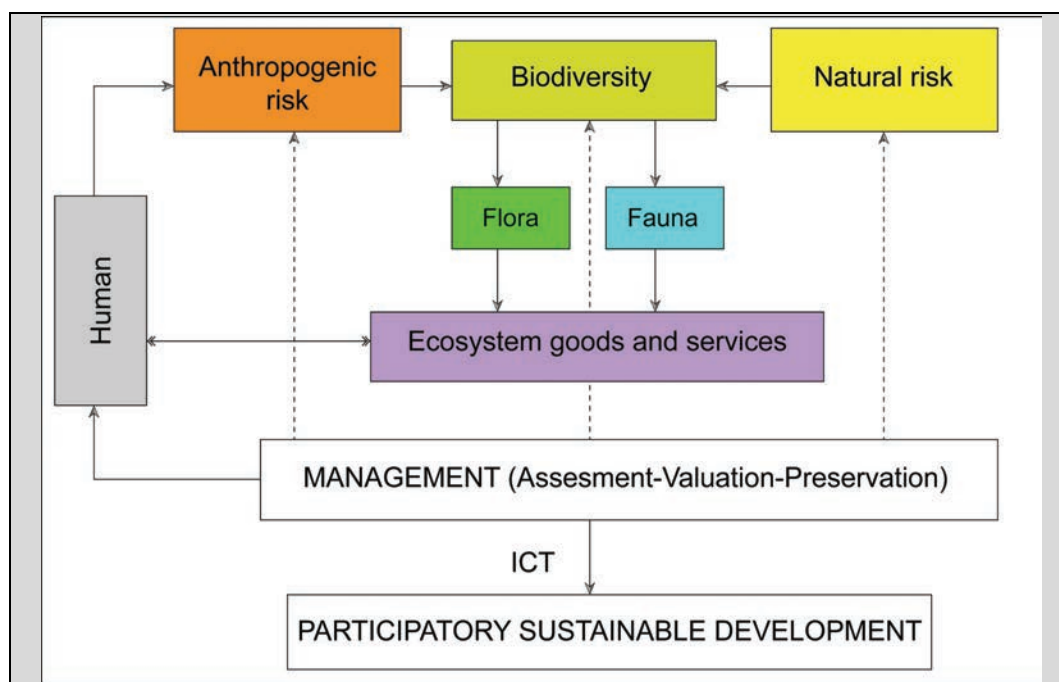 Anthropogenic
risk
Biodiversity
Natural risk
Flora
Fauna
Human
Ecosystem goods and services
MANAGEMENT (Assesment-Valuation-Preservation)
ICT
PARTICIPATORY SUSTAINABLE DEVELOPMENT